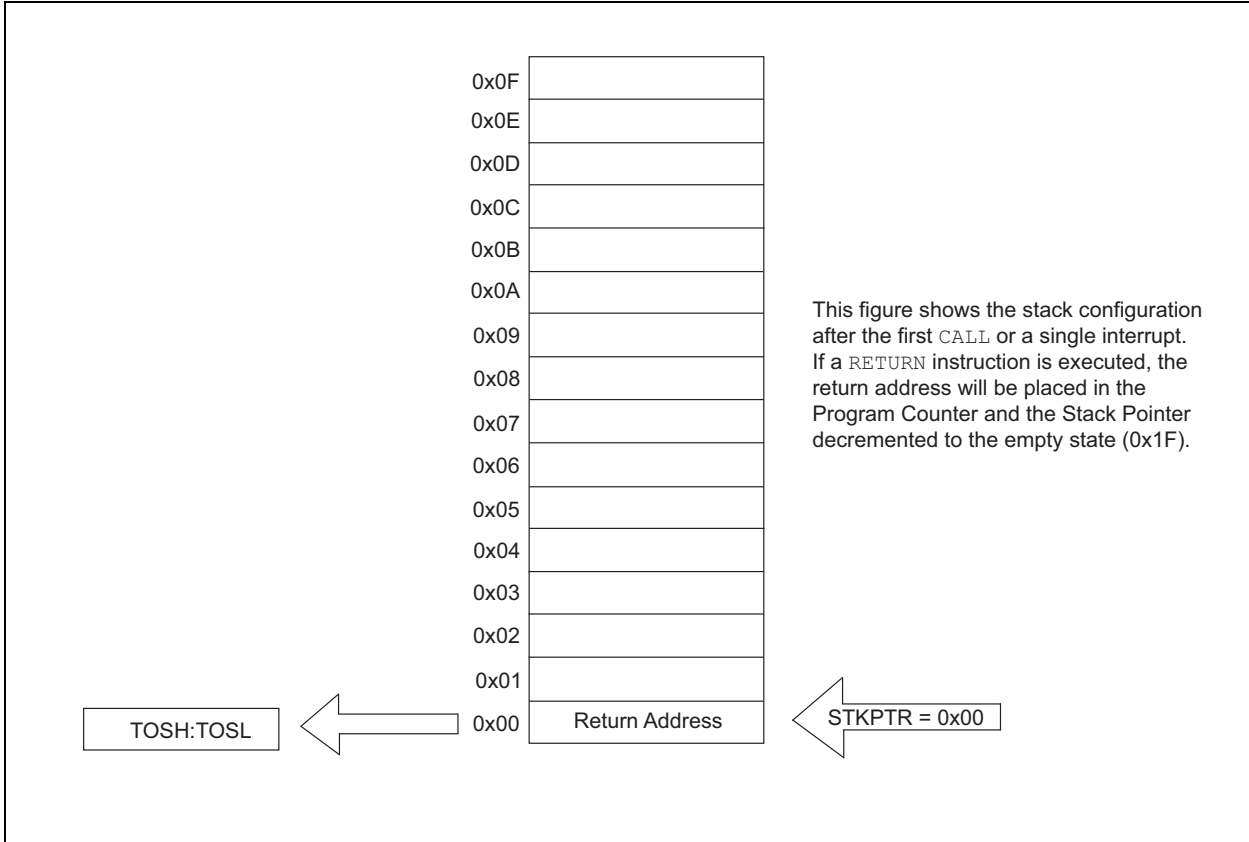 0x0F
0x0E
0x0D
0x0C
0x0B
0x0A
0x09
0x08
0x07
0x06
0x05
0x04
0x03
0x02
0x01
0x00
Return Address
TOSH:TOSL
STKPTR = 0x00
This figure shows the stack configuration
after the first CALL or a single interrupt.
If a RETURN instruction is executed, the
return address will be placed in the
Program Counter and the Stack Pointer
decremented to the empty state (0x1F).